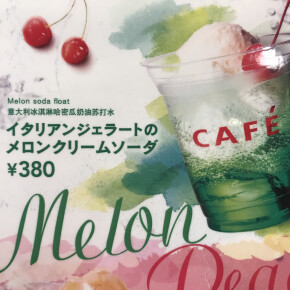 Melon soda float
意大利冰淇淋哈密瓜奶油苏打水
イタリアンジェラートの
メロンクリームソーダ
¥380
CAFÉ
Melon